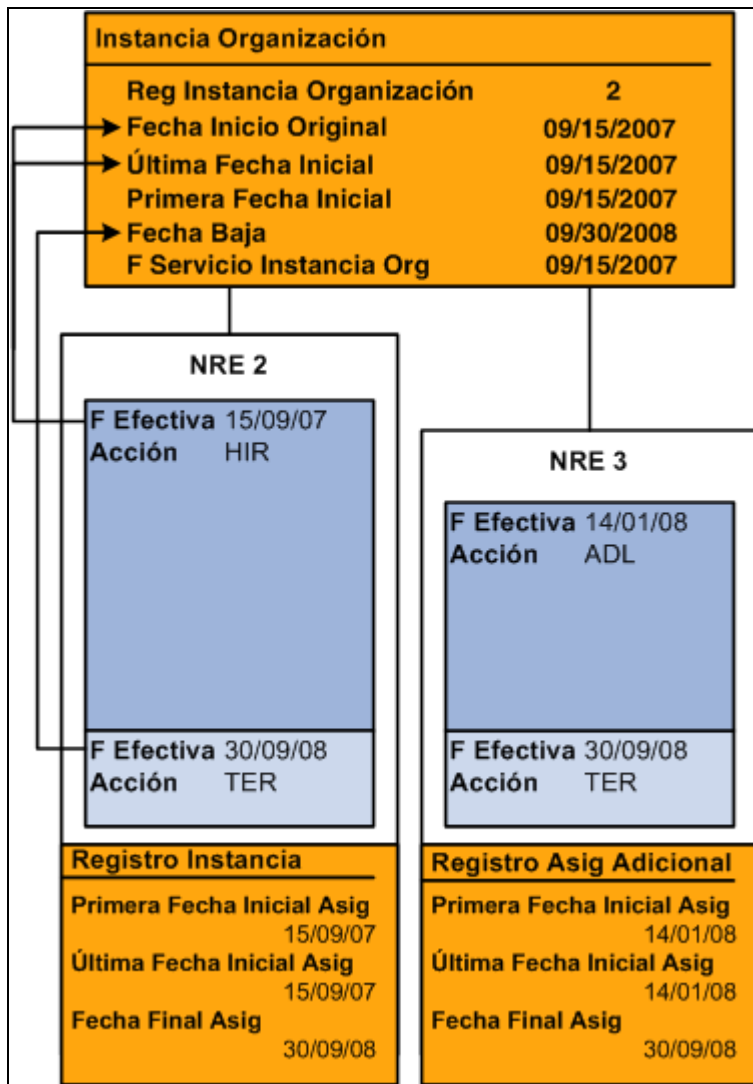 Instancia Organización
Reg Instancia Organización 2
Fecha Inicio Original 09/15/2007
Última Fecha Inicial 09/15/2007
Primera Fecha Inicial 09/15/2007
Fecha Baja 09/30/2008
F Servicio Instancia Org 09/15/2007
NRE 2
F Efectiva 15/09/07
Acción HIR
F Efectiva 30/09/08
Acción TER
Registro Instancia
Primera Fecha Inicial Asig
15/09/07
Última Fecha Inicial Asig
15/09/07
Fecha Final Asig
30/09/08
NRE 3
F Efectiva 14/01/08
Acción ADL
F Efectiva 30/09/08
Acción TER
Registro Asig Adicional
Primera Fecha Inicial Asig
14/01/08
Última Fecha Inicial Asig
14/01/08
Fecha Final Asig
30/09/08